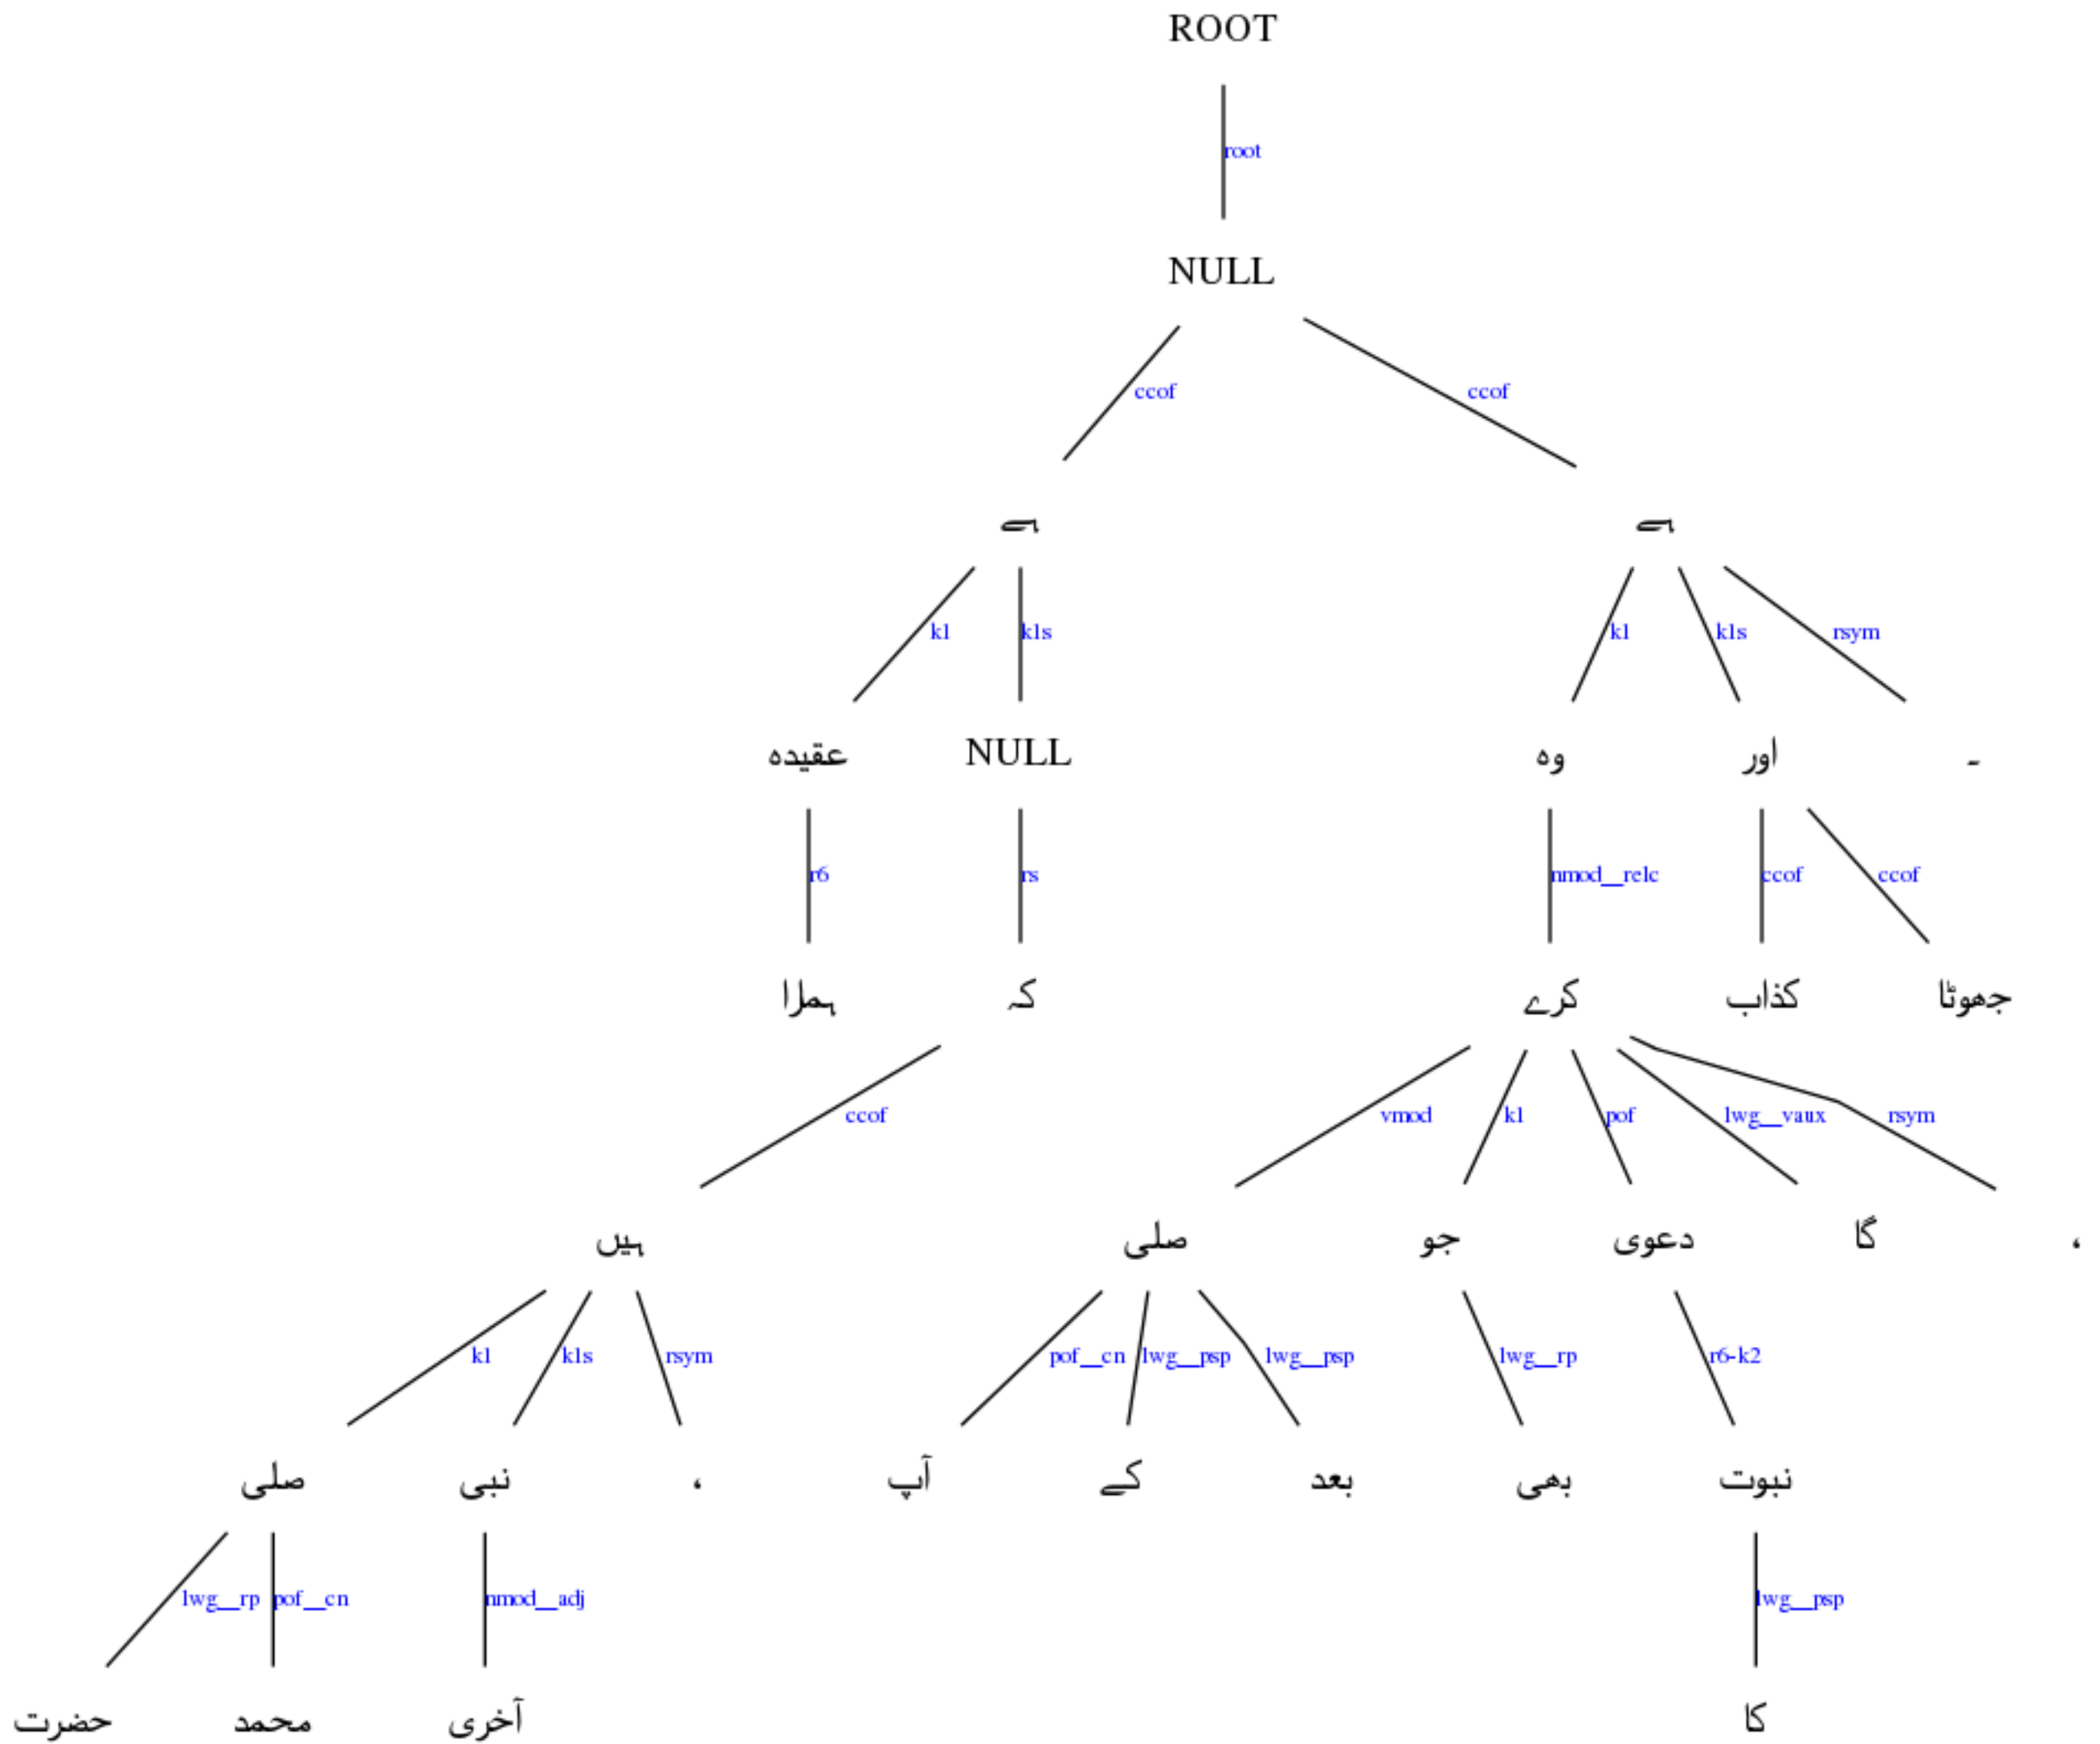 ROOT
root
NULL
ccof ccof
ہے ہے
k1 k1s k1 k1s rsym
عقیدہ NULL وہ اور ۔
r6 rs nmod__relc ccof ccof
ہمارا کہ کرے کذاب جھوٹا
ccof vmod k1 pof lwg__vaux rsym
ہیں صلی جو دعوی گا ،
k1 k1s rsym pof__cn lwg__psp lwg__psp lwg__rp r6-k2
صلی نبی ، آپ کے بعد بھی نبوت
lwg__rp pof__cn nmod__adj lwg__psp
حضرت محمد آخری کا